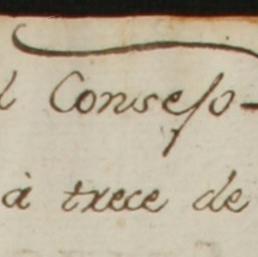 l Consejo
à trece de